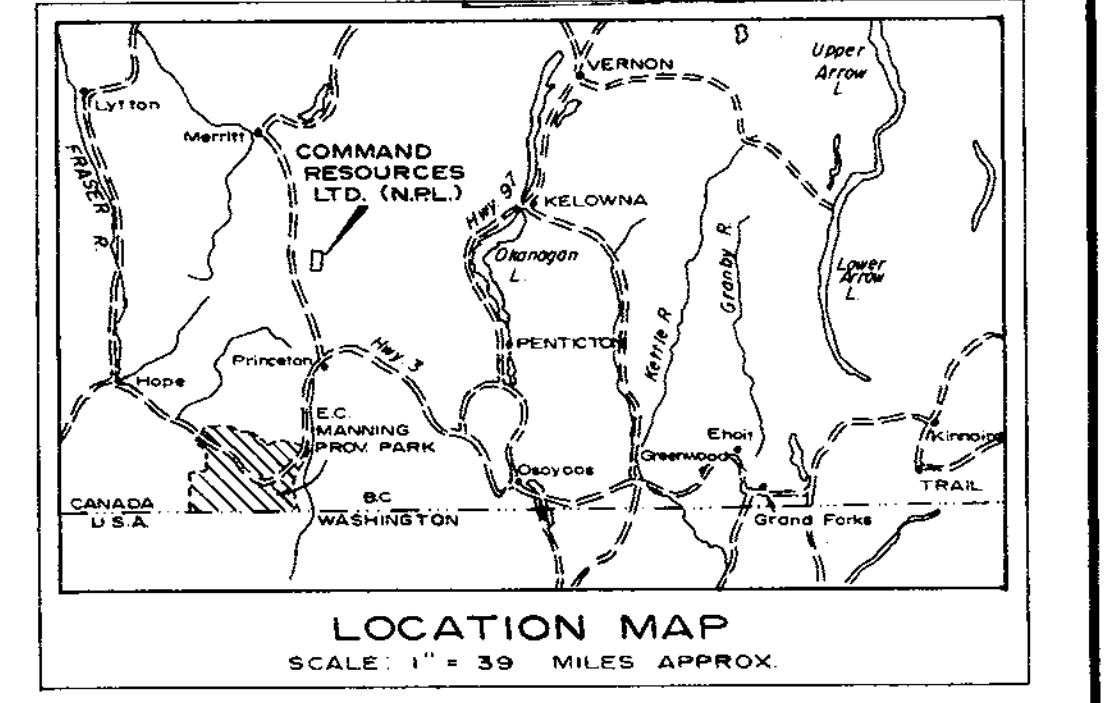 Upper
Arrow
L.
VERNON
Lytton
Merritt
COMMAND
RESOURCES
LTD. (N.P.L.)
FRASER R.
Hwy 97
KELOWNA
Okanagan
L.
Granby R.
Lower
Arrow
L.
Kettle R
PENTICTON
Princeton
Hwy 3
Hope
E.C.
MANNING
PROV. PARK
Eholt
Kinnaird
Greenwood
Osoyoos
TRAIL
CANADA
U.S.A.
B.C
WASHINGTON
Grand Forks
LOCATION MAP
SCALE: 1" = 39 MILES APPROX.